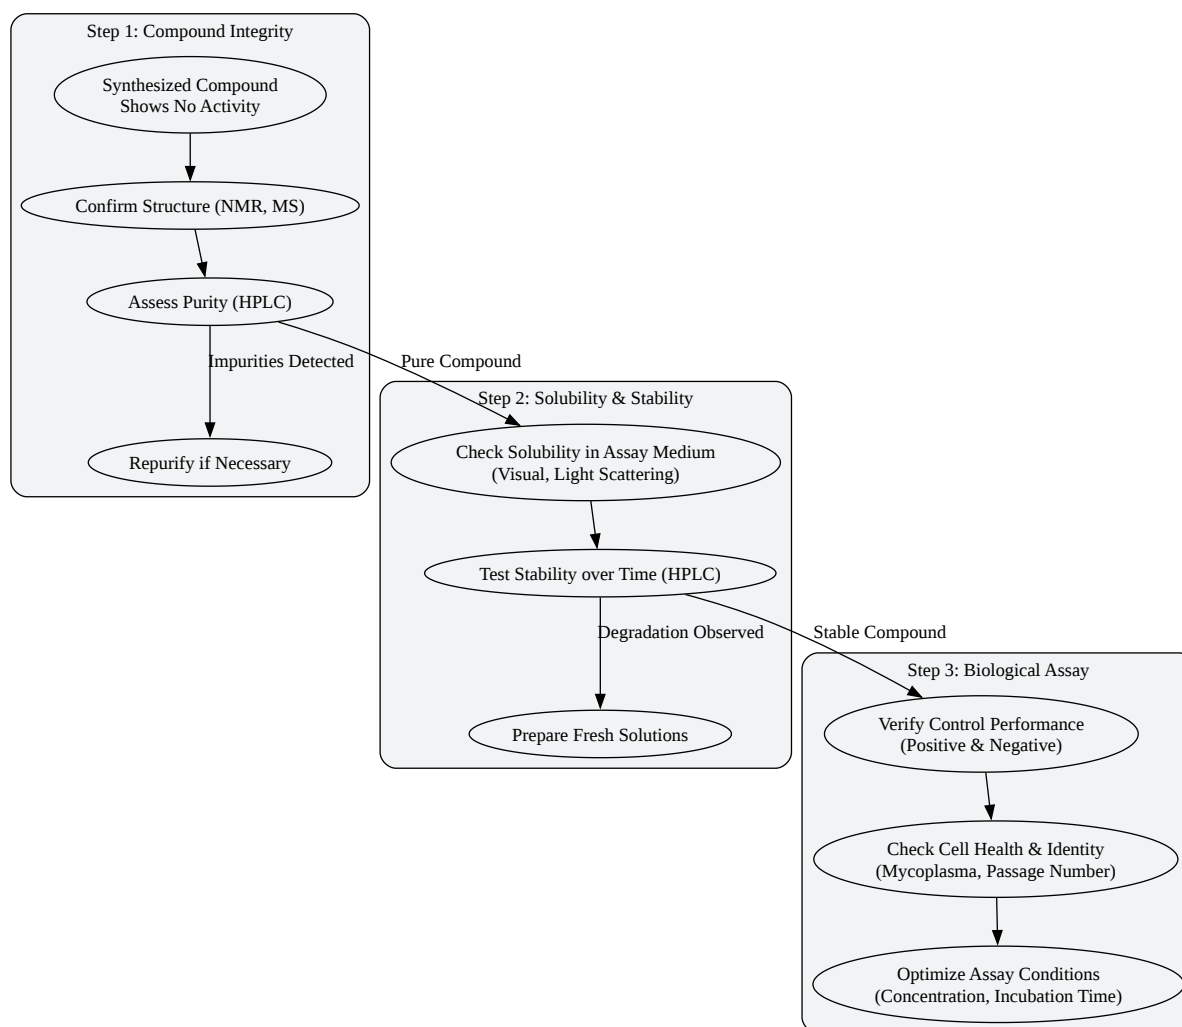 Step 1: Compound Integrity
Synthesized Compound
Shows No Activity
Confirm Structure (NMR, MS)
Assess Purity (HPLC)
Impurities Detected
Pure Compound
Repurify if Necessary
Step 2: Solubility & Stability
Check Solubility in Assay Medium
(Visual, Light Scattering)
Test Stability over Time (HPLC)
Degradation Observed
Stable Compound
Prepare Fresh Solutions
Step 3: Biological Assay
Verify Control Performance
(Positive & Negative)
Check Cell Health & Identity
(Mycoplasma, Passage Number)
Optimize Assay Conditions
(Concentration, Incubation Time)